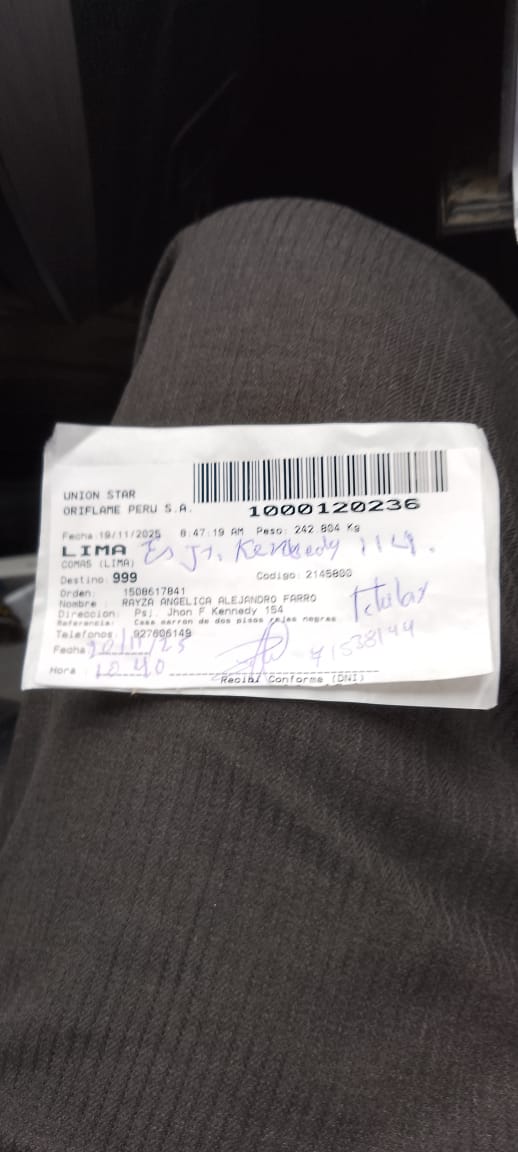 UNION STAR
ORIFLAME PERU S.A.
1000120236
Fecha: 19/11/2025 8:47:19 AM Peso: 242.804 Kg
LIMA Es Jr. Kennedy 114.
COMAS (LIMA)
Destino: 999 Codigo: 2145800
Orden: 1508617841
Nombre : RAYZA ANGELICA ALEJANDRO FARRO
Direccion: Psj. Jhon F Kennedy 154
Titular
Referencia: Casa marron de dos pisos rejas negras
Telefonos: 927606149
Fecha 20/11/25
71538144
Hora 12 40
Recibi Conforme (DNI)